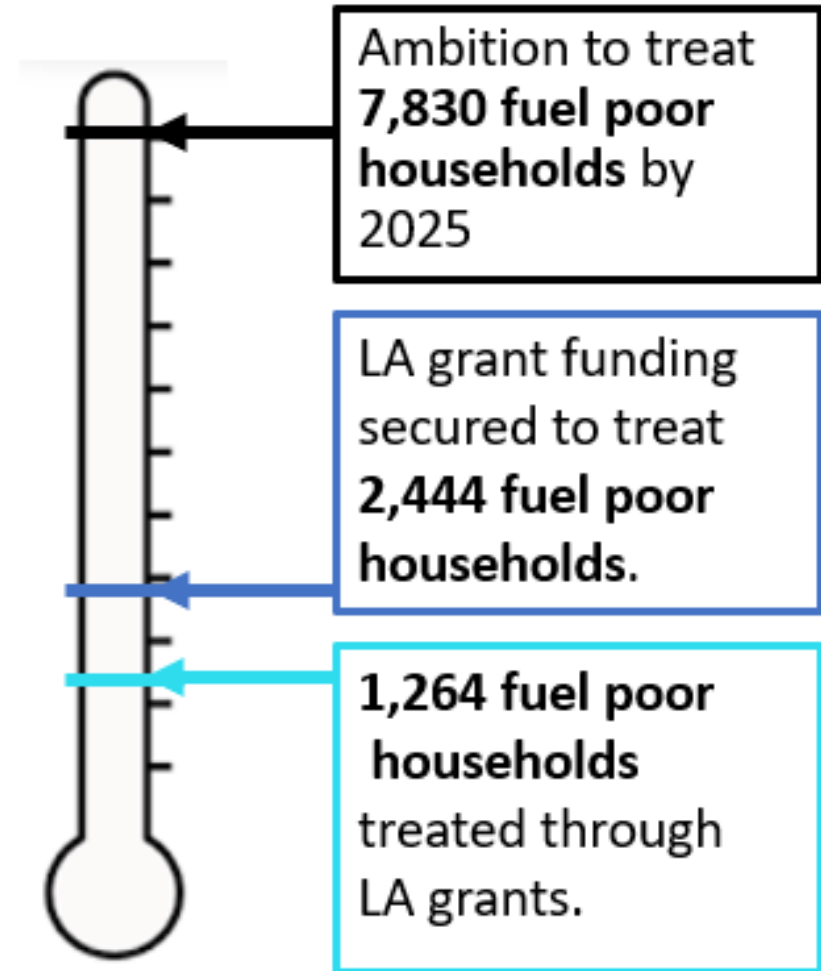 Ambition to treat
7,830 fuel poor
households by
2025
LA grant funding
secured to treat
2,444 fuel poor
households.
1,264 fuel poor
households
treated through
LA grants.